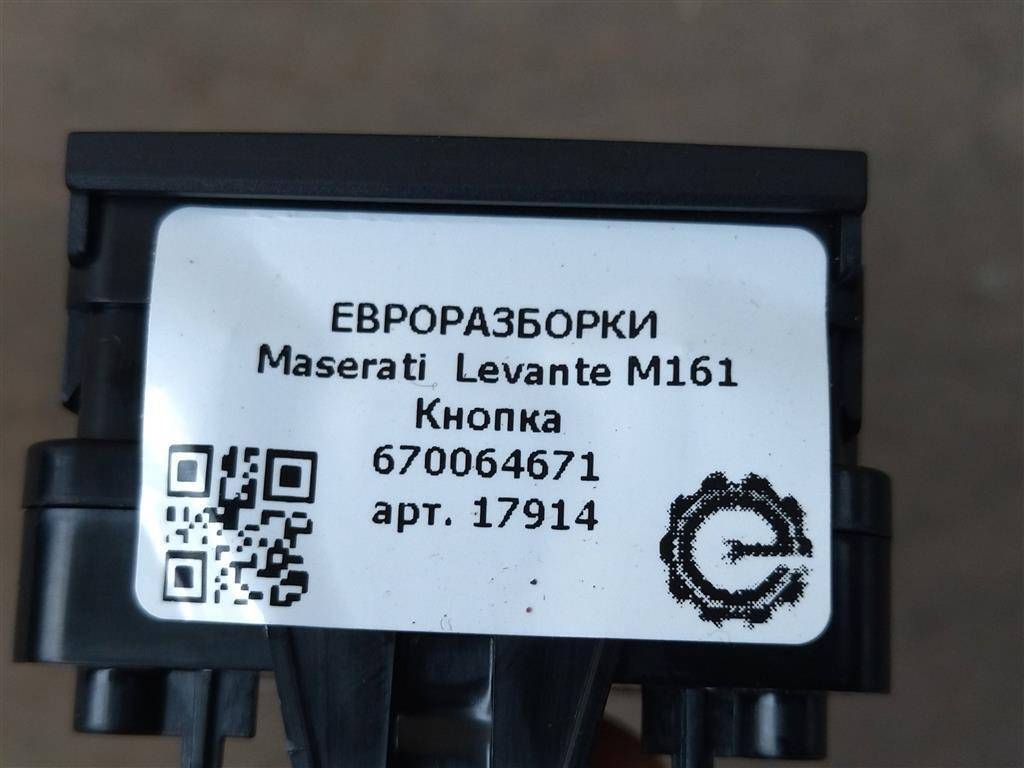 ЕВРОРАЗБОРКИ
Maserati Levante M161
Кнопка
670064671
арт. 17914